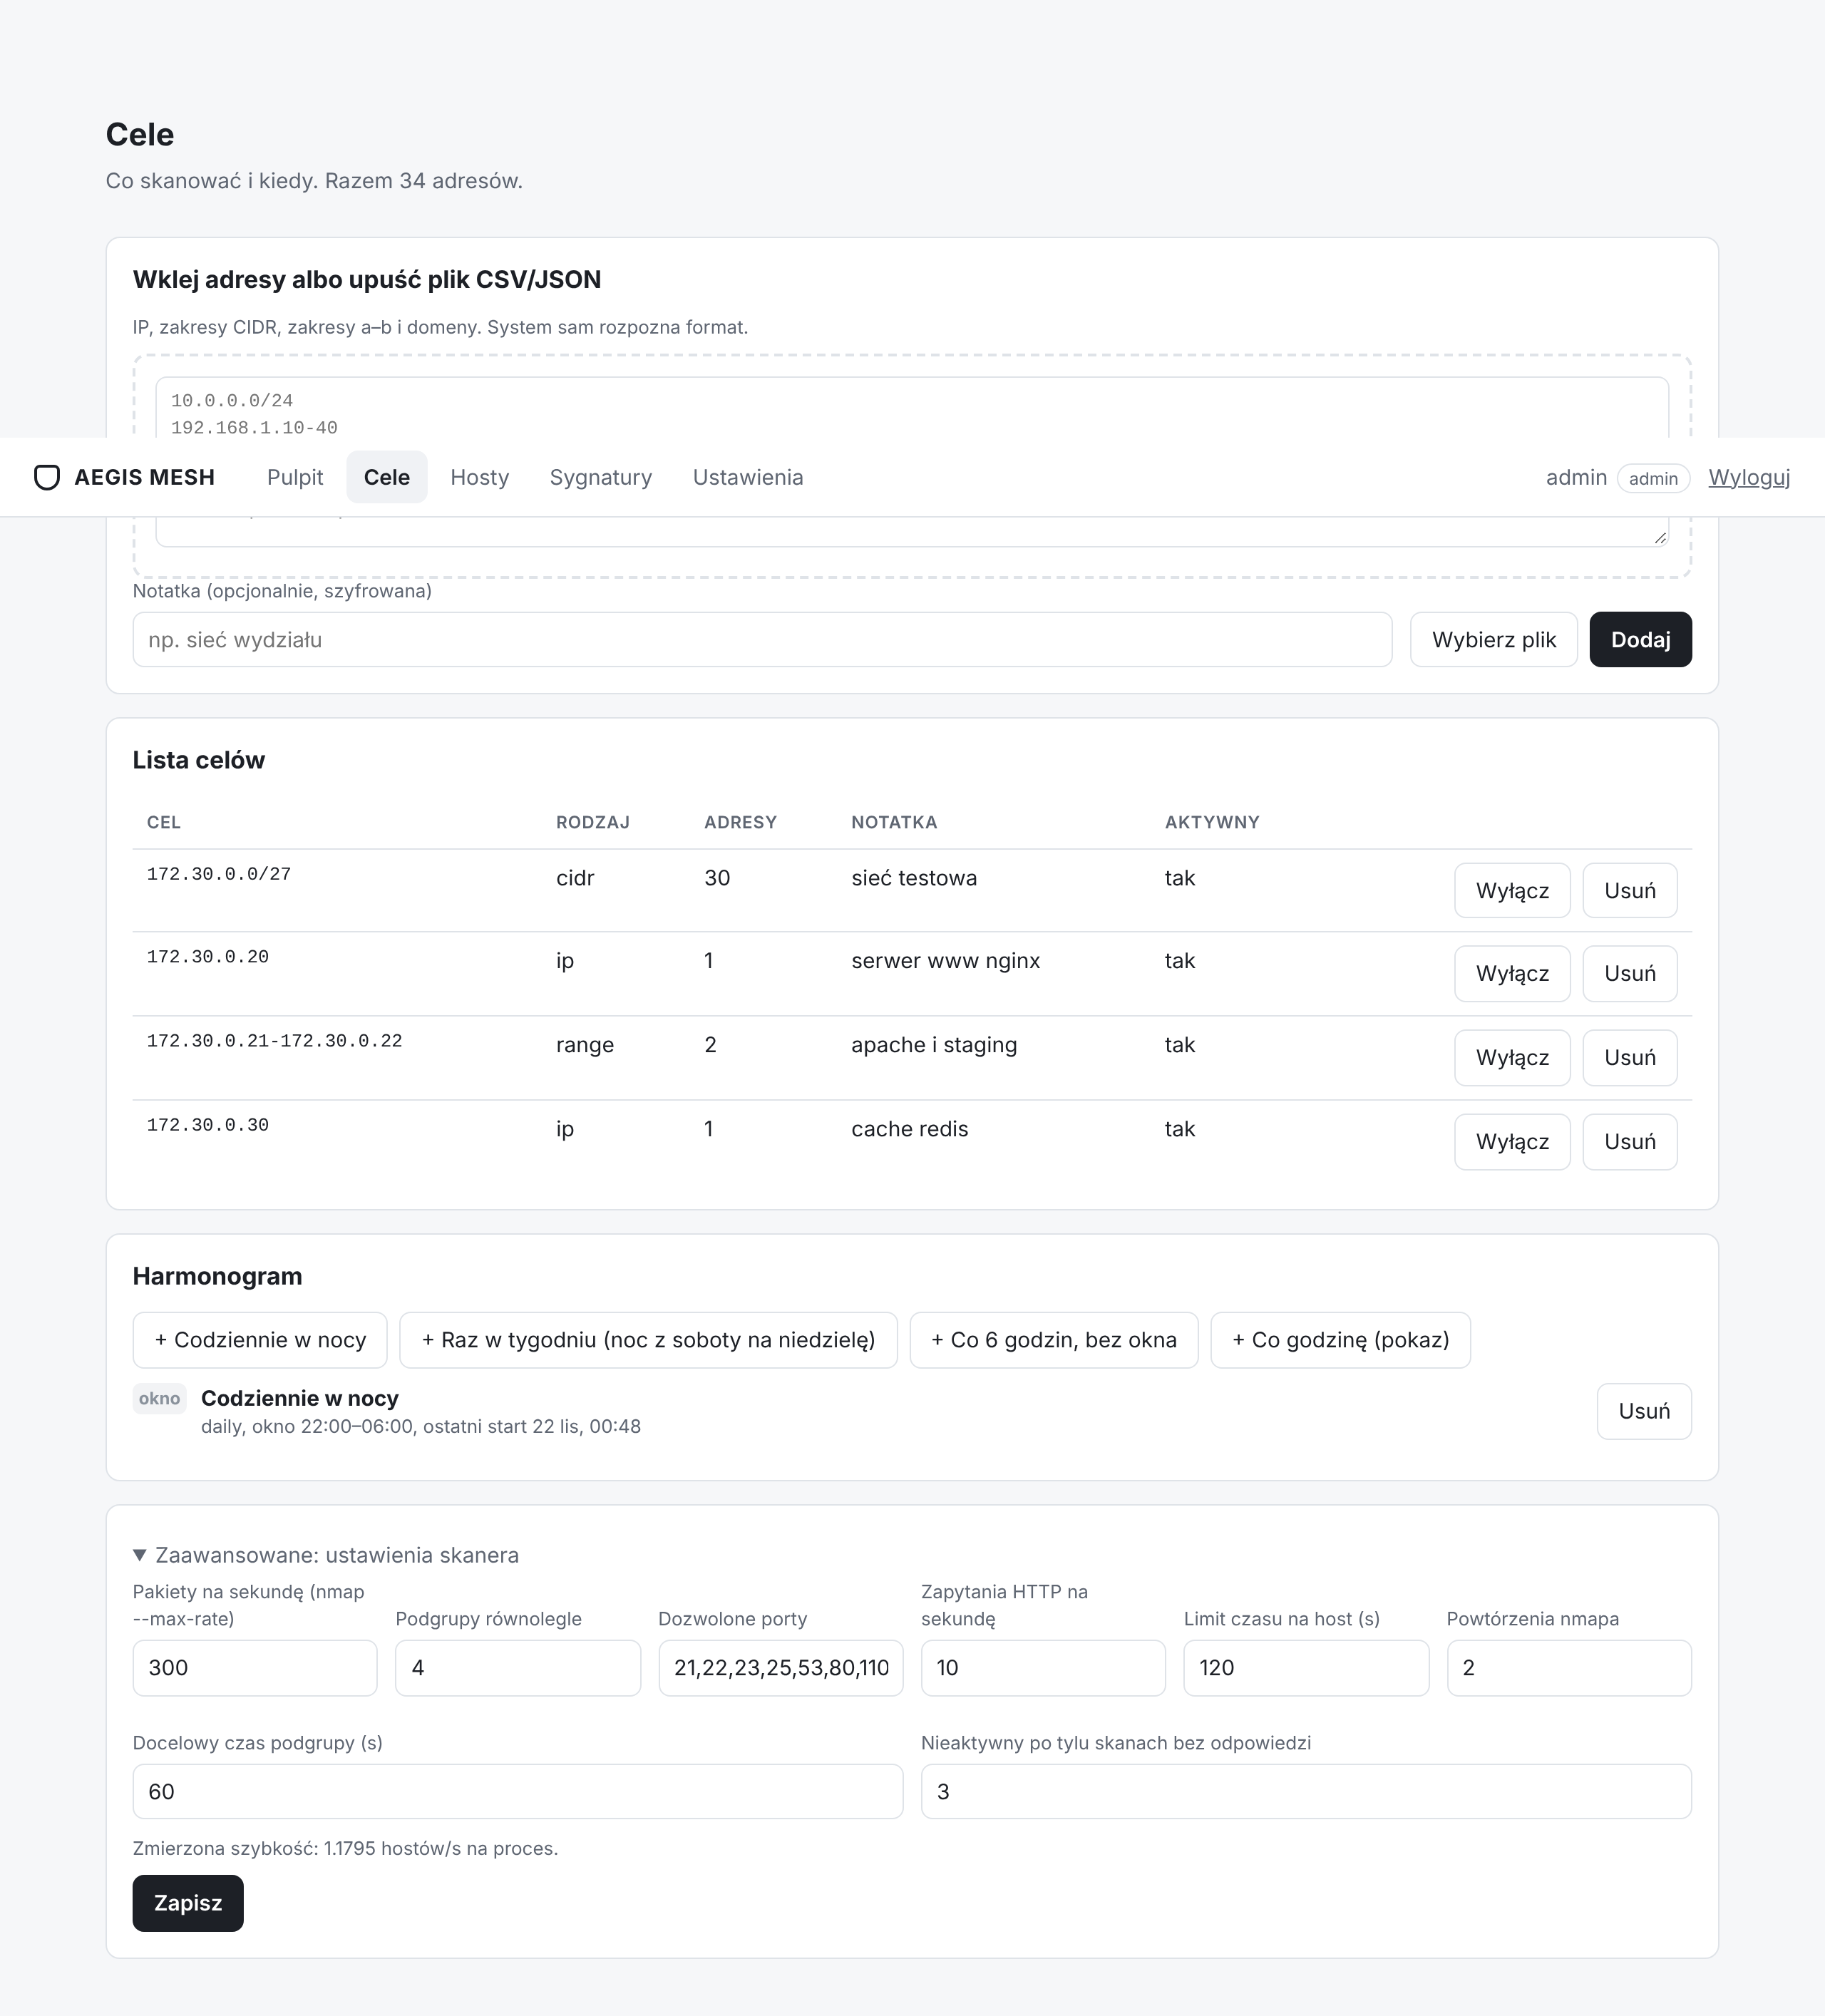 Cele
Co skanować i kiedy. Razem 34 adresów.
Wklej adresy albo upuść plik CSV/JSON
IP, zakresy CIDR, zakresy a–b i domeny. System sam rozpozna format.
10.0.0.0/24
192.168.1.10-40
AEGIS MESH Pulpit Cele Hosty Sygnatury Ustawienia admin admin Wyloguj
Notatka (opcjonalnie, szyfrowana)
np. sieć wydziału Wybierz plik Dodaj
Lista celów
CEL RODZAJ ADRESY NOTATKA AKTYWNY
172.30.0.0/27 cidr 30 sieć testowa tak Wyłącz Usuń
172.30.0.20 ip 1 serwer www nginx tak Wyłącz Usuń
172.30.0.21-172.30.0.22 range 2 apache i staging tak Wyłącz Usuń
172.30.0.30 ip 1 cache redis tak Wyłącz Usuń
Harmonogram
+ Codziennie w nocy + Raz w tygodniu (noc z soboty na niedzielę) + Co 6 godzin, bez okna + Co godzinę (pokaz)
okno Codziennie w nocy Usuń
daily, okno 22:00–06:00, ostatni start 22 lis, 00:48
▼ Zaawansowane: ustawienia skanera
Pakiety na sekundę (nmap
--max-rate)
Podgrupy równolegle
Dozwolone porty
Zapytania HTTP na
sekundę
Limit czasu na host (s)
Powtórzenia nmapa
300 4 21,22,23,25,53,80,110 10 120 2
Docelowy czas podgrupy (s) Nieaktywny po tylu skanach bez odpowiedzi
60 3
Zmierzona szybkość: 1.1795 hostów/s na proces.
Zapisz